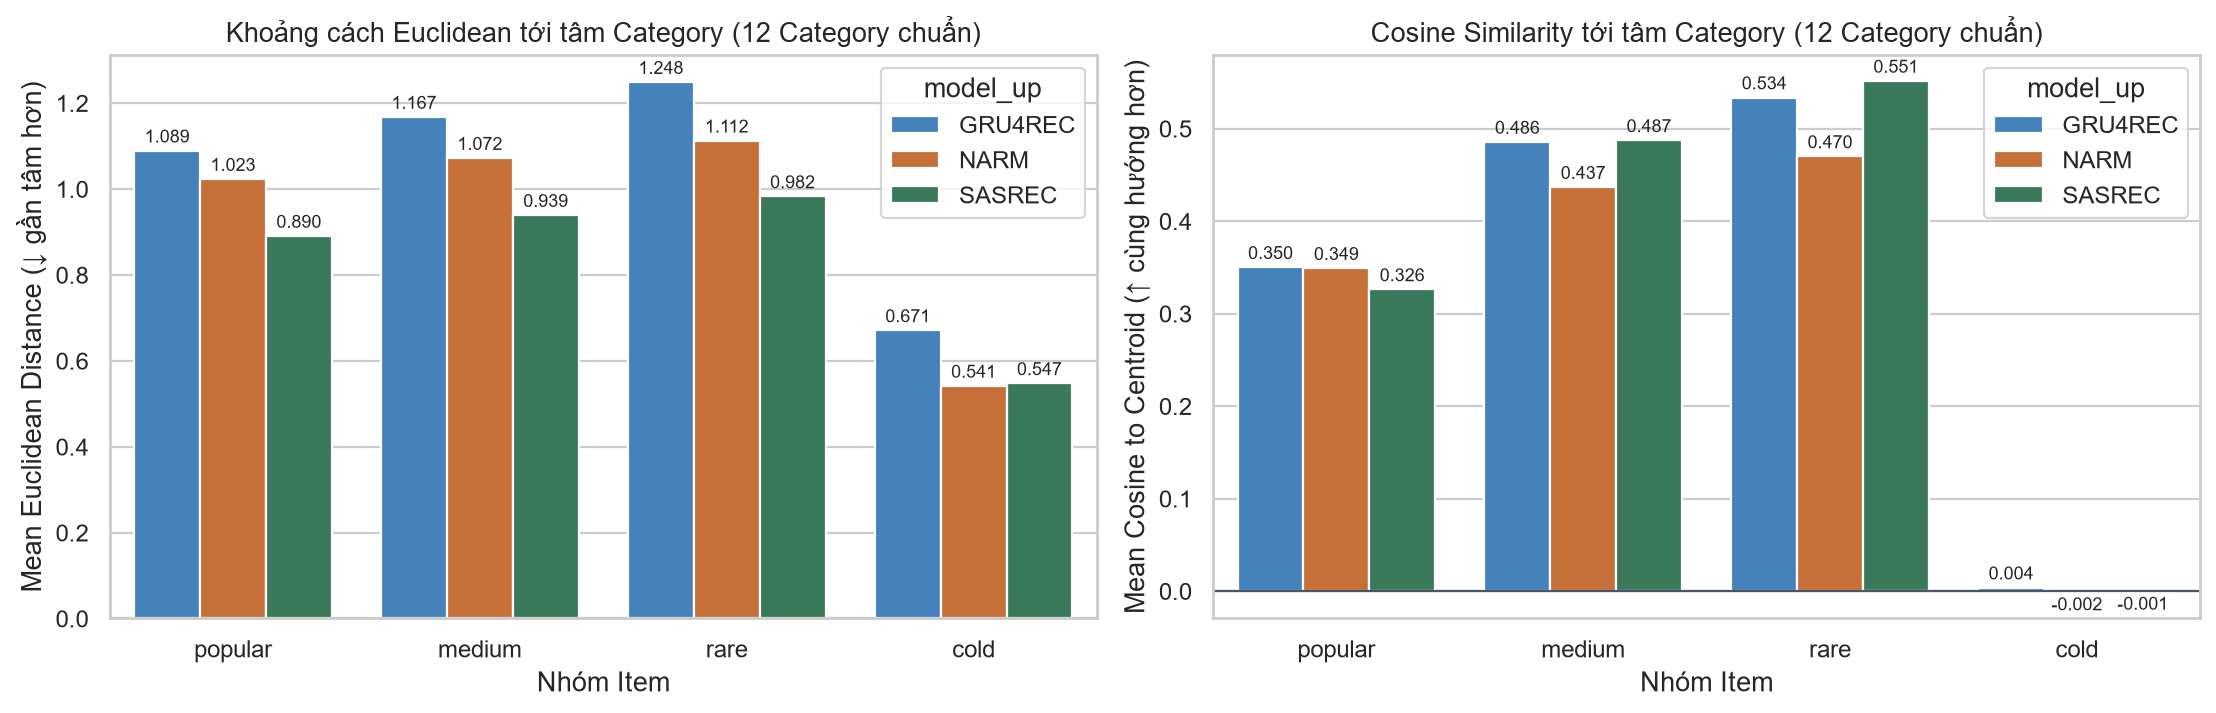 Khoảng cách Euclidean tới tâm Category (12 Category chuẩn)
Mean Euclidean Distance (↓ gần tâm hơn)
1.2
1.0
0.8
0.6
0.4
0.2
0.0
1.089
1.023
0.890
1.167
1.072
0.939
1.248
1.112
0.982
0.671
0.541
0.547
model_up
GRU4REC
NARM
SASREC
popular
medium
rare
cold
Nhóm Item
Cosine Similarity tới tâm Category (12 Category chuẩn)
Mean Cosine to Centroid (↑ cùng hướng hơn)
0.5
0.4
0.3
0.2
0.1
0.0
0.350
0.349
0.326
0.486
0.437
0.487
0.534
0.470
0.551
0.004
-0.002
-0.001
model_up
GRU4REC
NARM
SASREC
popular
medium
rare
cold
Nhóm Item